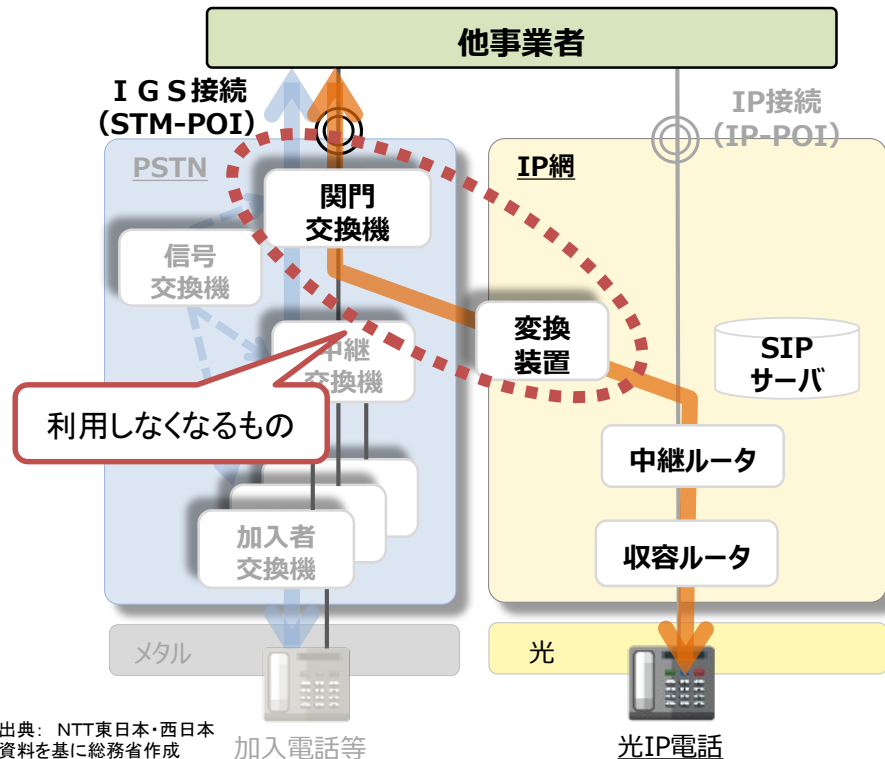 他事業者
ＩＧＳ接続
（STM-POI）
IP接続
（IP-POI）
PSTN
IP網
関門
交換機
信号
交換機
変換
装置
SIP
サーバ
中継
交換機
利用しなくなるもの
中継ルータ
加入者
交換機
収容ルータ
メタル
光
出典： NTT東日本・西日本
資料を基に総務省作成
加入電話等
光IP電話